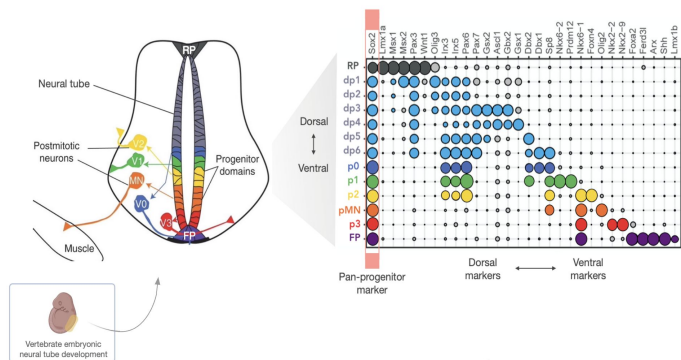 RP
Neural tube
Postmitotic
neurons
V2
V1
MN
V0
V3
Progenitor
domains
FP
Muscle
Vertebrate embryonic
neural tube development
Dorsal
Ventral
Sox2
Lmx1a
Msx1
Msx2
Pax3
Wnt1
Olig3
Irx3
Irx5
Pax6
Pax7
Gsx2
Ascl1
Gbx2
Gsx1
Dbx2
Dbx1
Sp8
Nkx6-2
Prdm12
Nkx6-1
Foxn4
Olig2
Nkx2-2
Nkx2-9
Foxa2
Ferd3l
Arx
Shh
Lmx1b
RP
dp1
dp2
dp3
dp4
dp5
dp6
p0
p1
p2
pMN
p3
FP
Pan-progenitor
marker
Dorsal
markers
Ventral
markers